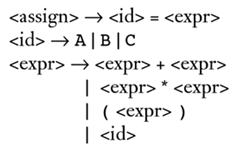 <assign> → <id> = <expr>
<id> → A | B | C
<expr> → <expr> + <expr>
| <expr> * <expr>
| ( <expr> )
| <id>